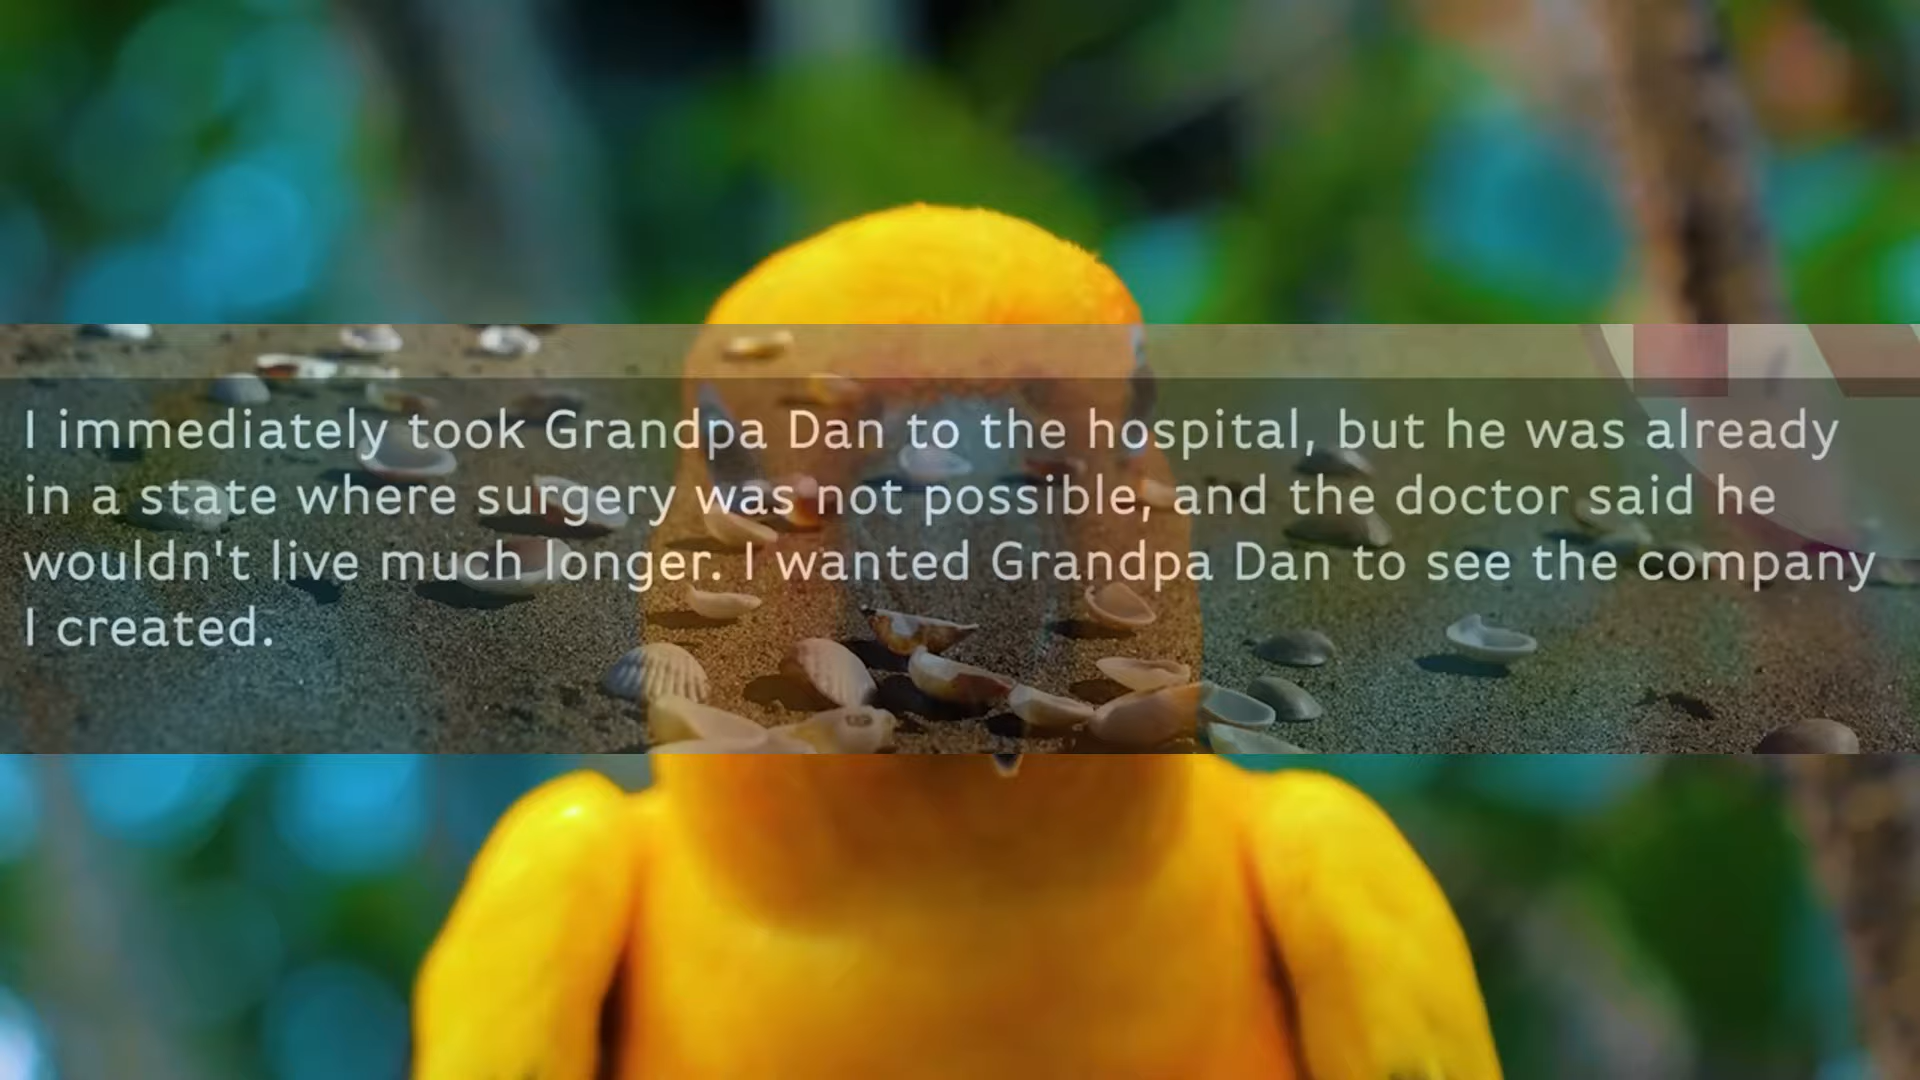 I immediately took Grandpa Dan to the hospital, but he was already
in a state where surgery was not possible, and the doctor said he
wouldn't live much longer. I wanted Grandpa Dan to see the company
I created.